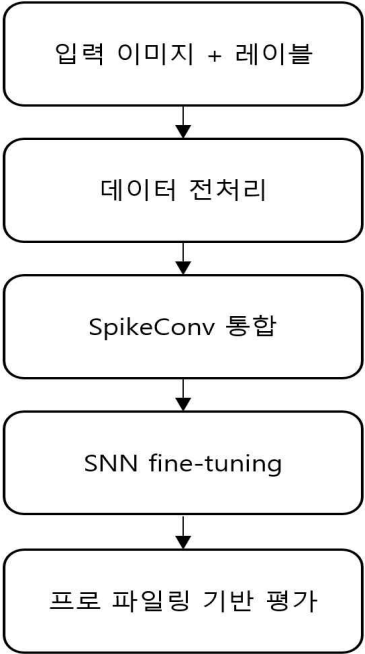 입력 이미지 + 레이블
데이터 전처리
SpikeConv 통합
SNN fine-tuning
프로 파일링 기반 평가